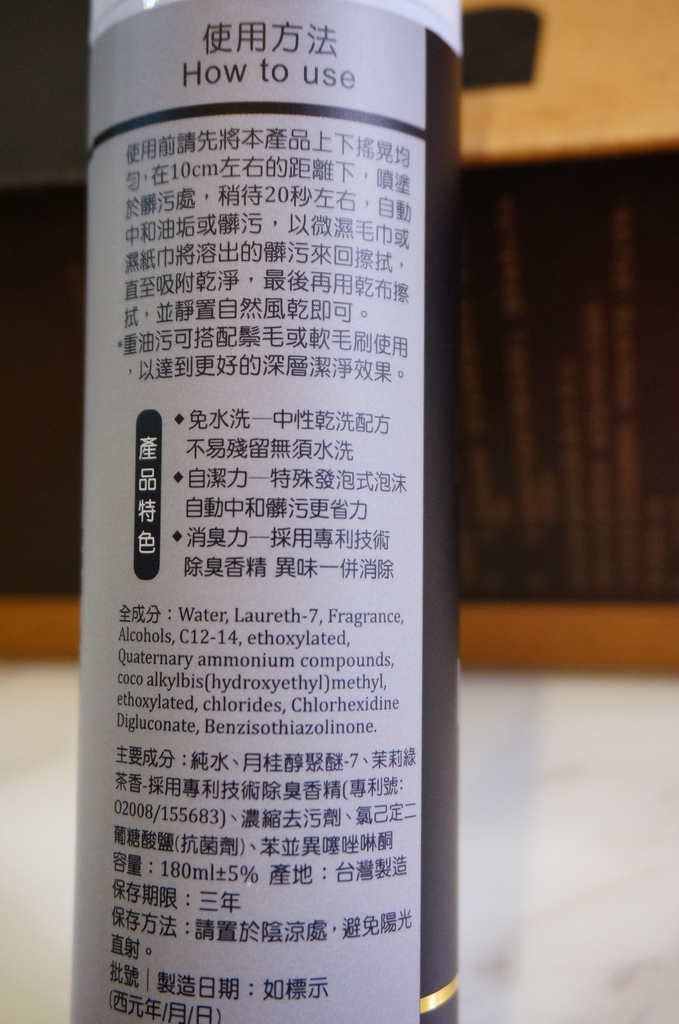 使用方法
How to use
使用前請先將本產品上下搖晃均
勻，在10cm左右的距離下，噴塗
於髒污處，稍待20秒左右，自動
中和油垢或髒污，以微濕毛巾或
濕紙巾將溶出的髒污來回擦拭，
直至吸附乾淨，最後再用乾布擦
拭，並靜置自然風乾即可。
*重油污可搭配鬃毛或軟毛刷使用
，以達到更好的深層潔淨效果。
產品特色
◆免水洗─中性乾洗配方
不易殘留無須水洗
◆自潔力─特殊發泡式泡沫
自動中和髒污更省力
◆消臭力─採用專利技術
除臭香精 異味一併消除
全成分：Water, Laureth-7, Fragrance,
Alcohols, C12-14, ethoxylated,
Quaternary ammonium compounds,
coco alkylbis(hydroxyethyl)methyl,
ethoxylated, chlorides, Chlorhexidine
Digluconate, Benzisothiazolinone.
主要成分：純水、月桂醇聚醚-7、茉莉綠
茶香-採用專利技術除臭香精(專利號:
02008/155683)、濃縮去污劑、氯己定二
葡糖酸鹽(抗菌劑)、苯並異噻唑啉酮
容量：180ml±5% 產地：台灣製造
保存期限：三年
保存方法：請置於陰涼處，避免陽光
直射。
批號｜製造日期：如標示
(西元年/月/日)